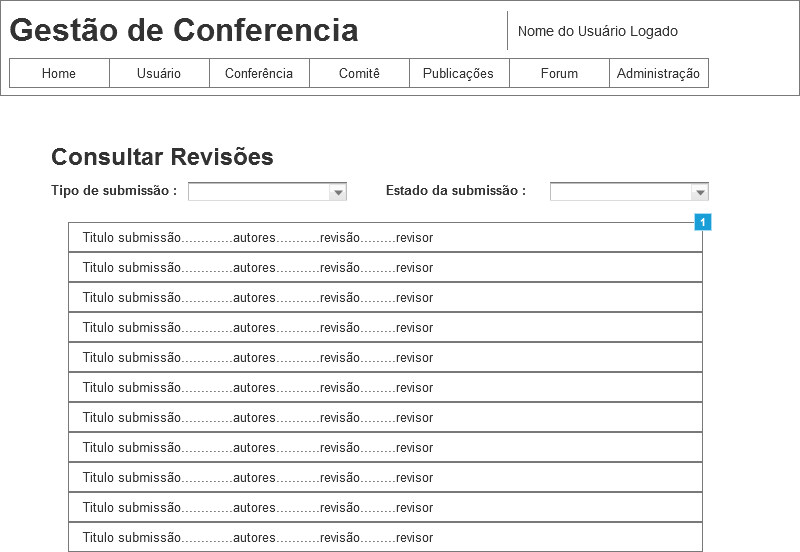 Gestão de Conferencia
Nome do Usuário Logado
Home Usuário Conferência Comitê Publicações Forum Administração
Consultar Revisões
Tipo de submissão : Estado da submissão :
1
Titulo submissão.............autores...........revisão.........revisor
Titulo submissão.............autores...........revisão.........revisor
Titulo submissão.............autores...........revisão.........revisor
Titulo submissão.............autores...........revisão.........revisor
Titulo submissão.............autores...........revisão.........revisor
Titulo submissão.............autores...........revisão.........revisor
Titulo submissão.............autores...........revisão.........revisor
Titulo submissão.............autores...........revisão.........revisor
Titulo submissão.............autores...........revisão.........revisor
Titulo submissão.............autores...........revisão.........revisor
Titulo submissão.............autores...........revisão.........revisor